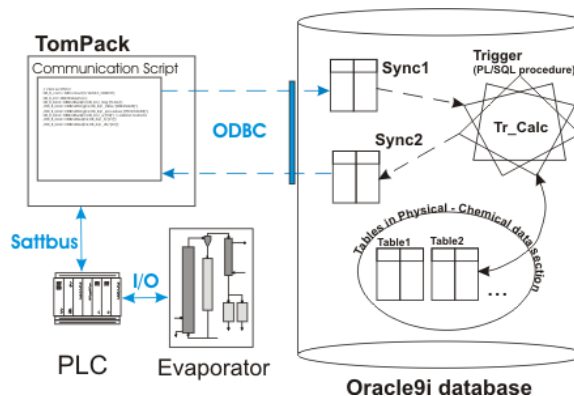 TomPack
Communication Script
ODBC
Sync1
Sync2
Trigger
(PL/SQL procedure)
Tr_Calc
Tables in Physical - Chemical data section
Table1
Table2
...
Sattbus
I/O
PLC
Evaporator
Oracle9i database